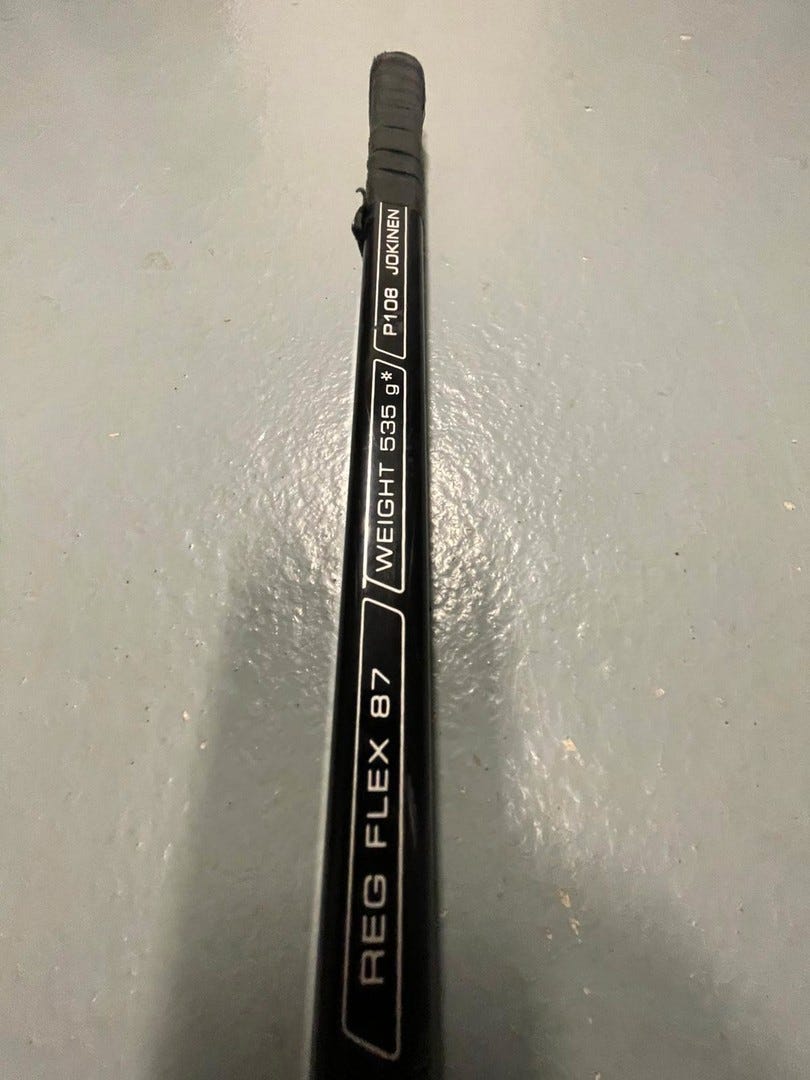 REG FLEX 87
WEIGHT 535 g*
P108 JOKINEN